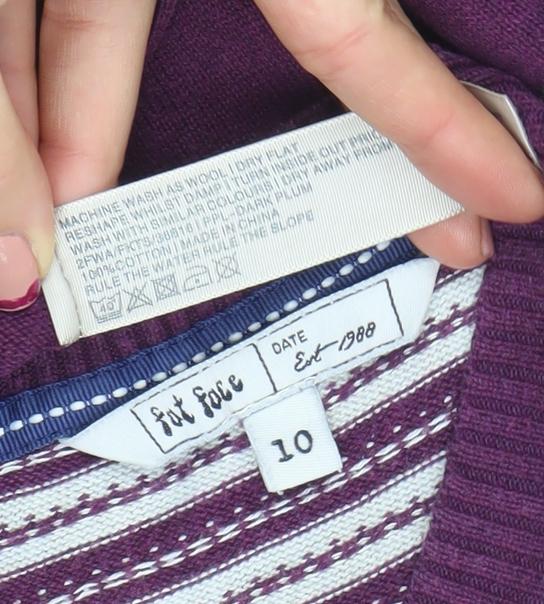 MACHINE WASH AS WOOL | DRY FLAT
RESHAPE WHILST DAMP | TURN INSIDE OUT
WASH WITH SIMILAR COLOURS | DRY AWAY FROM
2FWA/FKTS/30816 | PPL-DARK PLUM
100%COTTON | MADE IN CHINA
RULE THE WATER RULE THE SLOPE
40
fat face
DATE
Est 1988
10